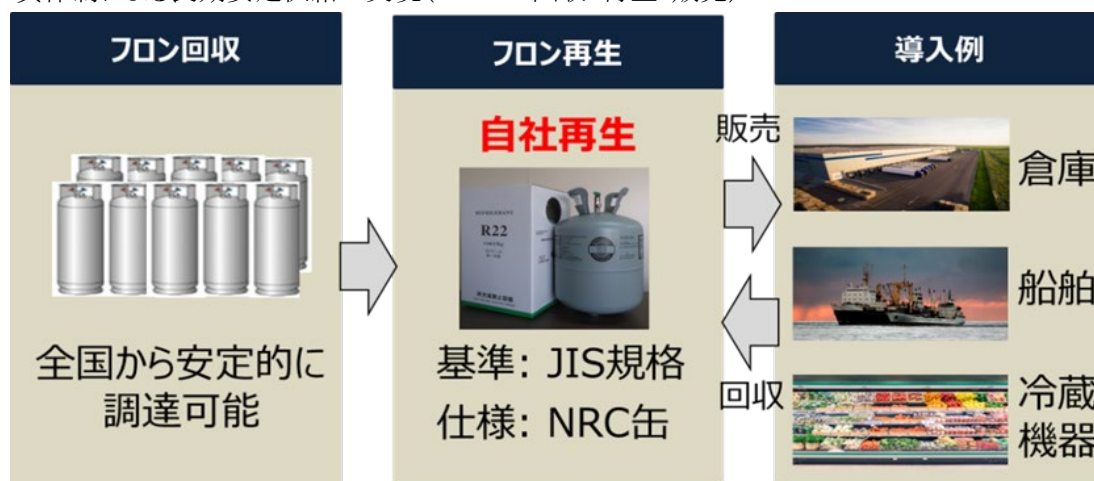 フロン回収
全国から安定的に
調達可能
フロン再生
自社再生
R22
基準: JIS規格
仕様: NRC缶
販売
回収
導入例
倉庫
船舶
冷蔵
機器